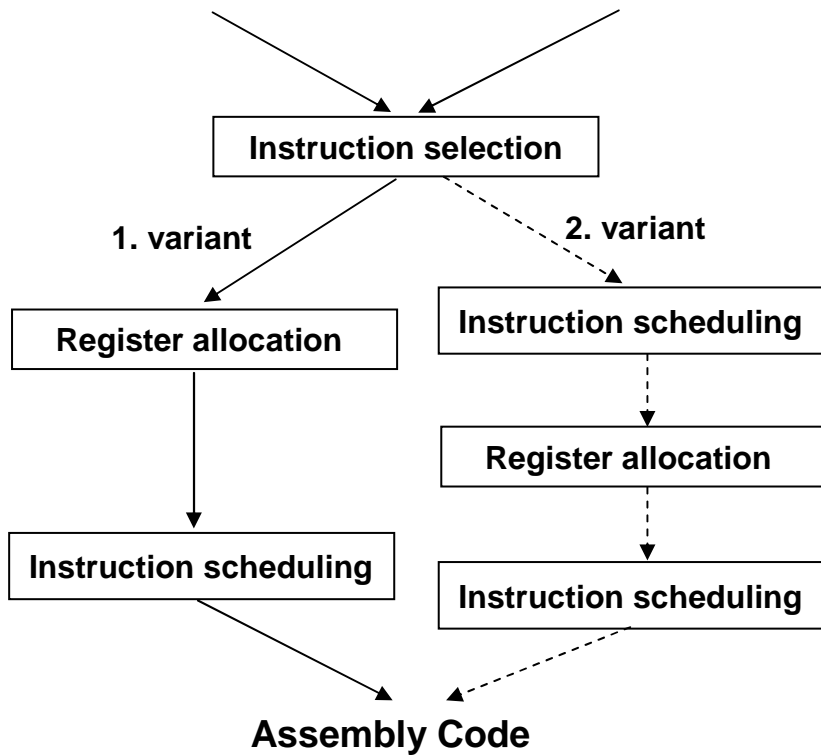 Instruction selection
1. variant
2. variant
Instruction scheduling
Register allocation
Register allocation
Instruction scheduling
Instruction scheduling
Assembly Code